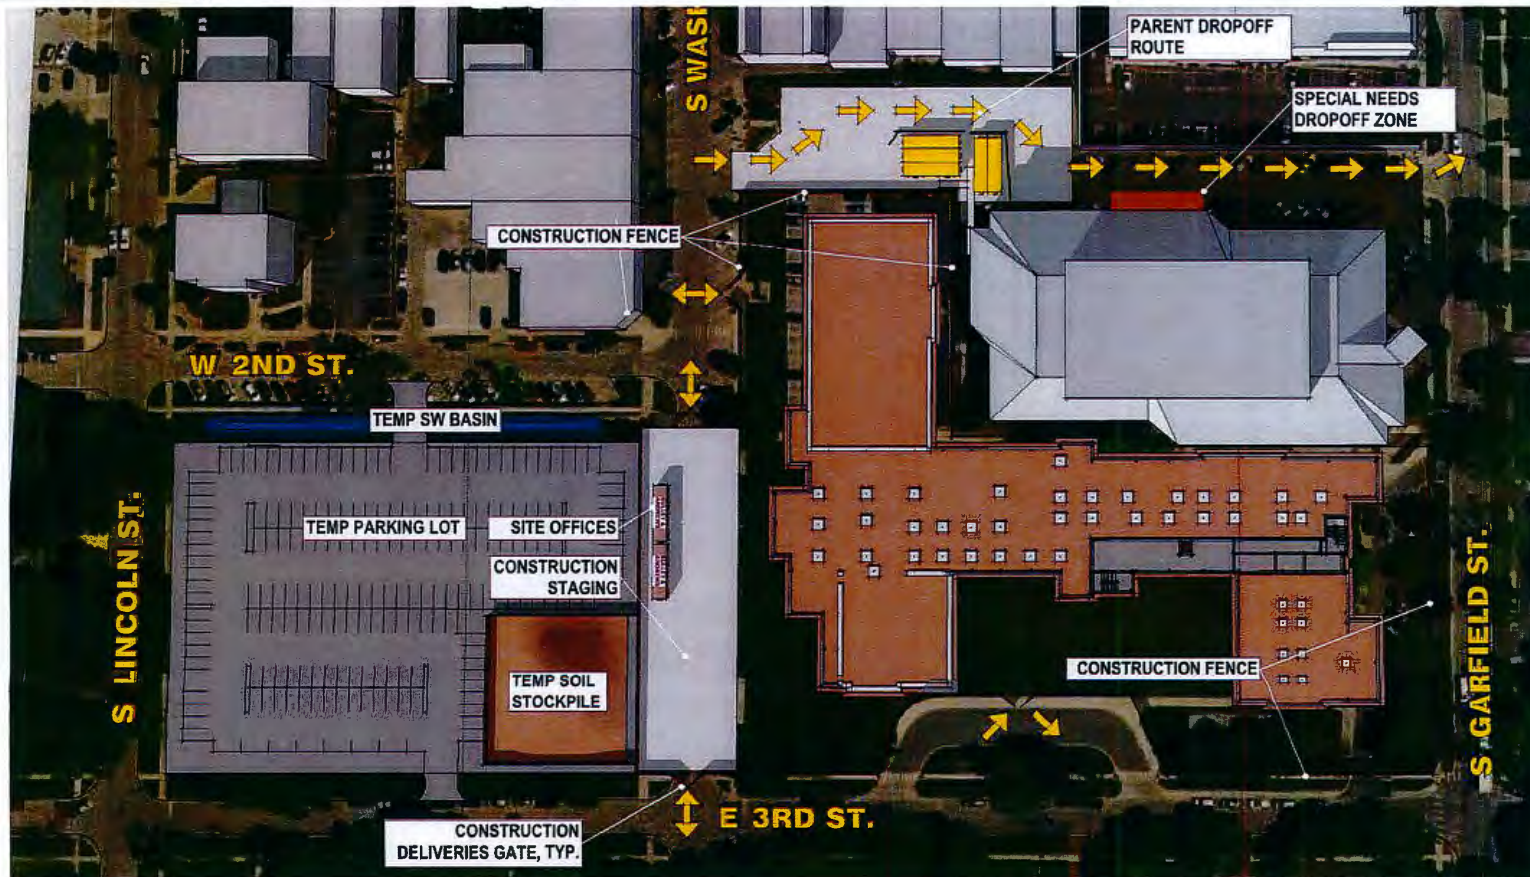 S WASH
PARENT DROPOFF
ROUTE
SPECIAL NEEDS
DROPOFF ZONE
CONSTRUCTION FENCE
W 2ND ST.
TEMP SW BASIN
TEMP PARKING LOT
SITE OFFICES
CONSTRUCTION
STAGING
S LINCOLN ST.
TEMP SOIL
STOCKPILE
CONSTRUCTION FENCE
S GARFIELD ST.
E 3RD ST.
CONSTRUCTION
DELIVERIES GATE, TYP.